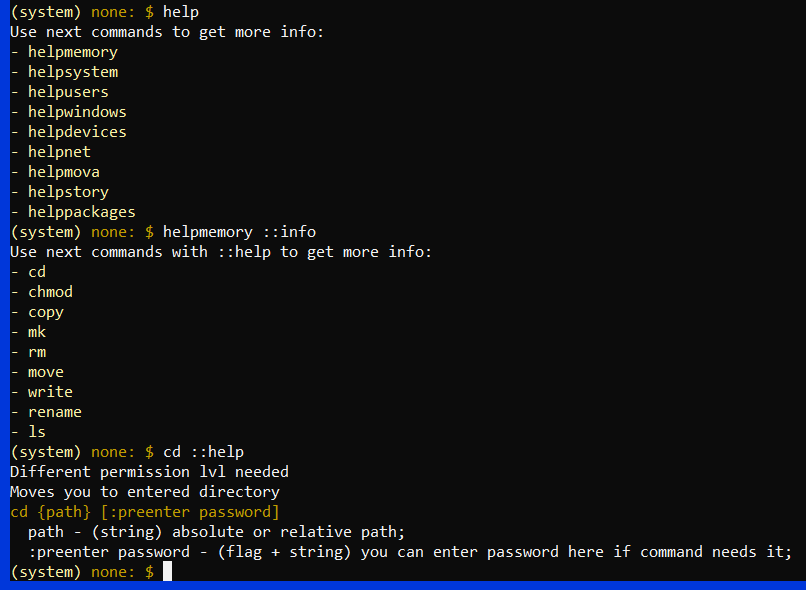 (system) none: $ help
Use next commands to get more info:
- helpmemory
- helpsystem
- helpusers
- helpwindows
- helpdevices
- helpnet
- helpmova
- helpstory
- helppackages
(system) none: $ helpmemory ::info
Use next commands with ::help to get more info:
- cd
- chmod
- copy
- mk
- rm
- move
- write
- rename
- ls
(system) none: $ cd ::help
Different permission lvl needed
Moves you to entered directory
cd {path} [:preenter password]
  path - (string) absolute or relative path;
  :preenter password - (flag + string) you can enter password here if command needs it;
(system) none: $